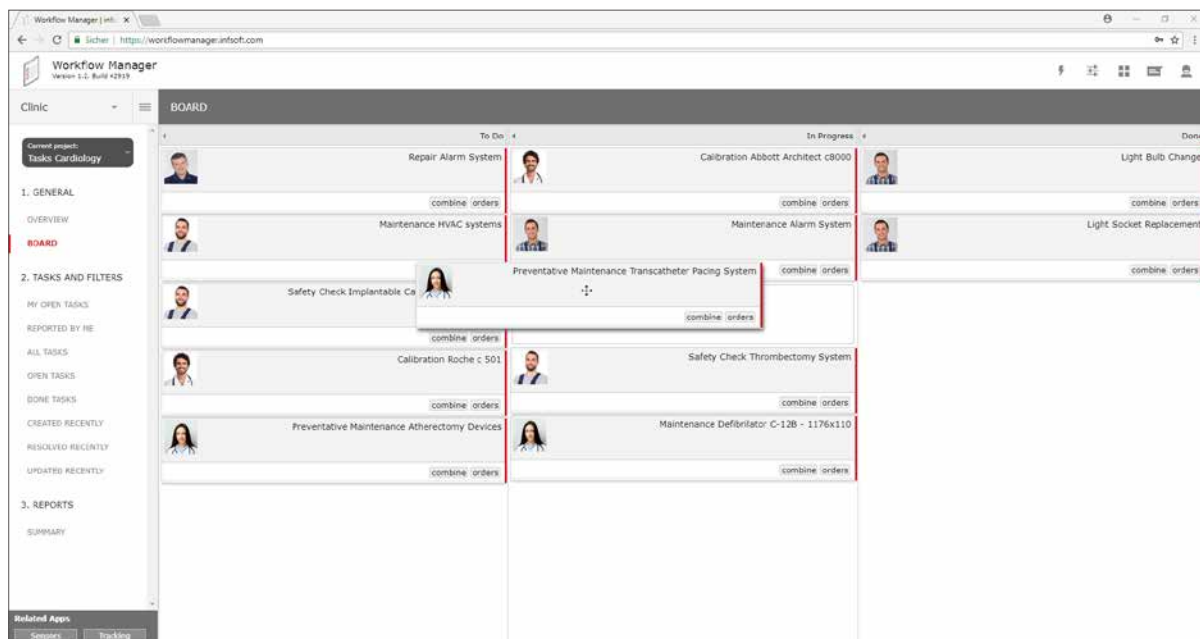 Workflow Manager | infs
Sicher | https://workflowmanager.infsoft.com
Workflow Manager
Version 1.2. Build 42919
Clinic
BOARD
Current project:
Tasks Cardiology
1. GENERAL
OVERVIEW
BOARD
2. TASKS AND FILTERS
MY OPEN TASKS
REPORTED BY ME
ALL TASKS
OPEN TASKS
DONE TASKS
CREATED RECENTLY
RESOLVED RECENTLY
UPDATED RECENTLY
3. REPORTS
SUMMARY
Related Apps
Sensors Tracking
To Do
Repair Alarm System
combine orders
Maintenance HVAC systems
Safety Check Implantable Ca
combine orders
Calibration Roche c 501
combine orders
Preventative Maintenance Atherectomy Devices
combine orders
Preventative Maintenance Transcatheter Pacing System
combine orders
In Progress
Calibration Abbott Architect c8000
combine orders
Maintenance Alarm System
combine orders
Safety Check Thrombectomy System
combine orders
Maintenance Defibrilator C-12B - 1176x110
combine orders
Done
Light Bulb Change
combine orders
Light Socket Replacement
combine orders